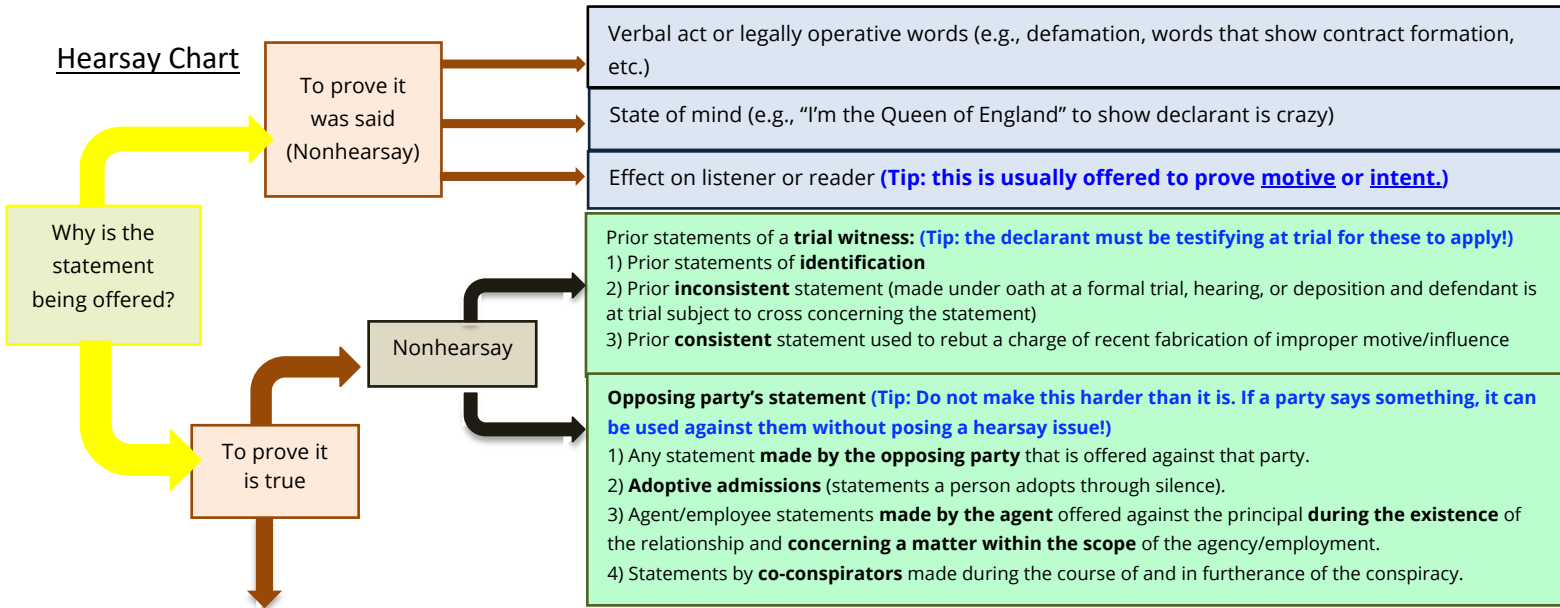 Hearsay Chart
Why is the
statement
being offered?
To prove it
was said
(Nonhearsay)
Verbal act or legally operative words (e.g., defamation, words that show contract formation,
etc.)
State of mind (e.g., “I’m the Queen of England” to show declarant is crazy)
Effect on listener or reader (Tip: this is usually offered to prove motive or intent.)
To prove it
is true
Nonhearsay
Prior statements of a trial witness: (Tip: the declarant must be testifying at trial for these to apply!)
1) Prior statements of identification
2) Prior inconsistent statement (made under oath at a formal trial, hearing, or deposition and defendant is
at trial subject to cross concerning the statement)
3) Prior consistent statement used to rebut a charge of recent fabrication of improper motive/influence
Opposing party’s statement (Tip: Do not make this harder than it is. If a party says something, it can
be used against them without posing a hearsay issue!)
1) Any statement made by the opposing party that is offered against that party.
2) Adoptive admissions (statements a person adopts through silence).
3) Agent/employee statements made by the agent offered against the principal during the existence of
the relationship and concerning a matter within the scope of the agency/employment.
4) Statements by co-conspirators made during the course of and in furtherance of the conspiracy.